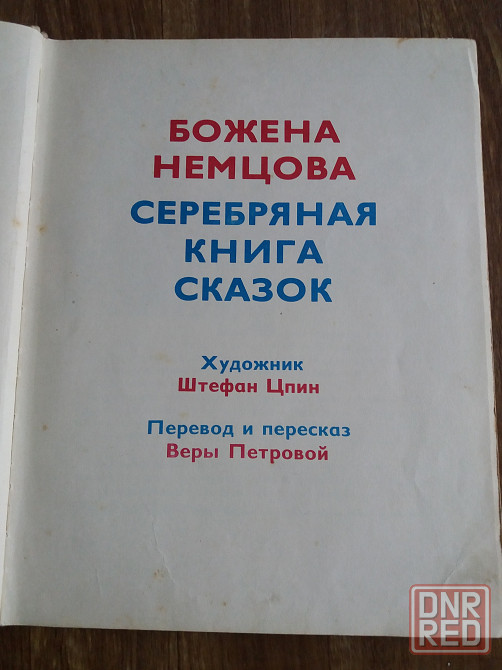 БОЖЕНА
НЕМЦОВА
СЕРЕБРЯНАЯ
КНИГА
СКАЗОК
Художник
Штефан Цпин
Перевод и пересказ
Веры Петровой
DNR
RED